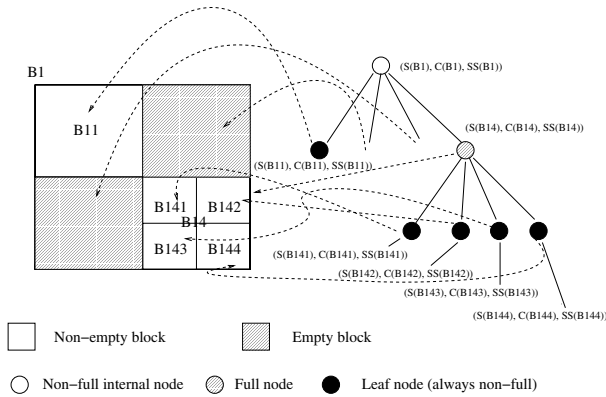 (S(B1), C(B1), SS(B1))
B1
B11
(S(B14), C(B14), SS(B14))
(S(B11), C(B11), SS(B11))
B141
B142
B14
B143
B144
(S(B141), C(B141), SS(B141))
(S(B142), C(B142), SS(B142))
(S(B143), C(B143), SS(B143))
(S(B144), C(B144), SS(B144))
Non−empty block
Empty block
Non−full internal node
Full node
Leaf node (always non−full)